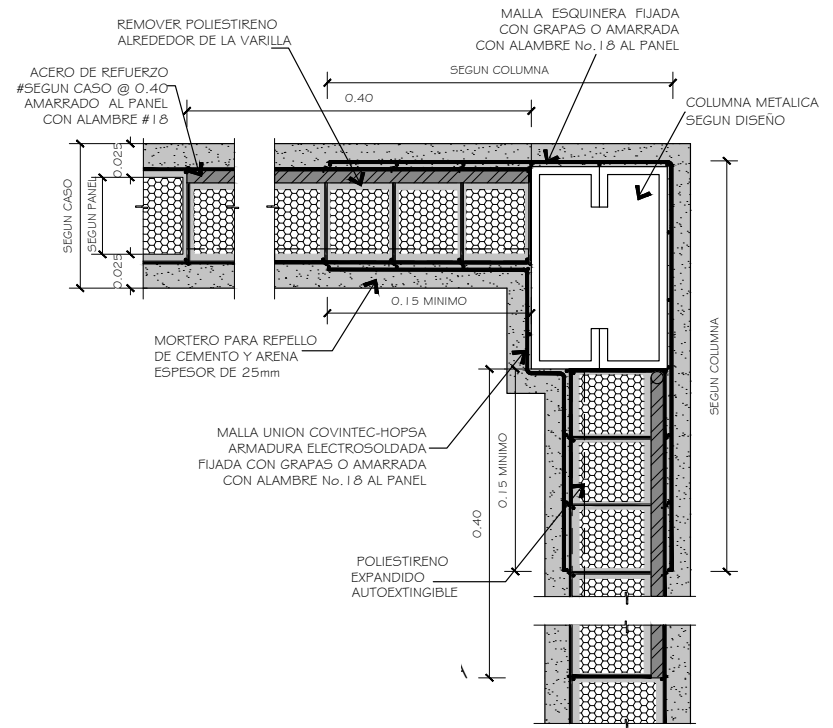 REMOVER POLIESTIRENO
ALREDEDOR DE LA VARILLA
MALLA ESQUINERA FIJADA
CON GRAPAS O AMARRADA
CON ALAMBRE No.18 AL PANEL
ACERO DE REFUERZO
#SEGUN CASO @ 0.40
AMARRADO AL PANEL
CON ALAMBRE #18
SEGUN COLUMNA
0.40
COLUMNA METALICA
SEGUN DISEÑO
SEGUN CASO
SEGUN PANEL
0.025
0.025
0.15 MINIMO
MORTERO PARA REPELLO
DE CEMENTO Y ARENA
ESPESOR DE 25mm
SEGUN COLUMNA
MALLA UNION COVINTEC-HOPSA
ARMADURA ELECTROSOLDADA
FIJADA CON GRAPAS O AMARRADA
CON ALAMBRE No.18 AL PANEL
0.15 MINIMO
0.40
POLIESTIRENO
EXPANDIDO
AUTOEXTINGIBLE